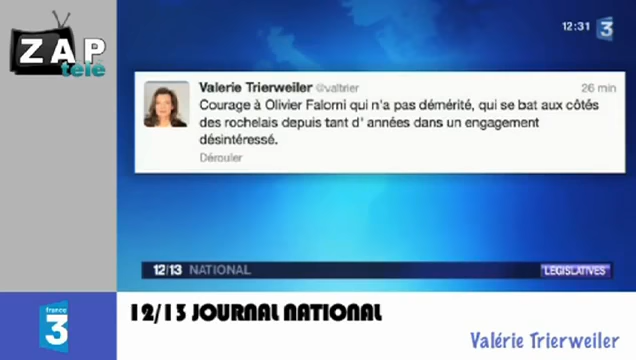 ZAP
télé
12:31 3
Valerie Trierweiler @valtrier 26 min
Courage à Olivier Falorni qui n'a pas démérité, qui se bat aux côtés
des rochelais depuis tant d' années dans un engagement
désintéressé.
Dérouler
12/13 NATIONAL LEGISLATIVES
france
3
12/13 JOURNAL NATIONAL
Valérie Trierweiler